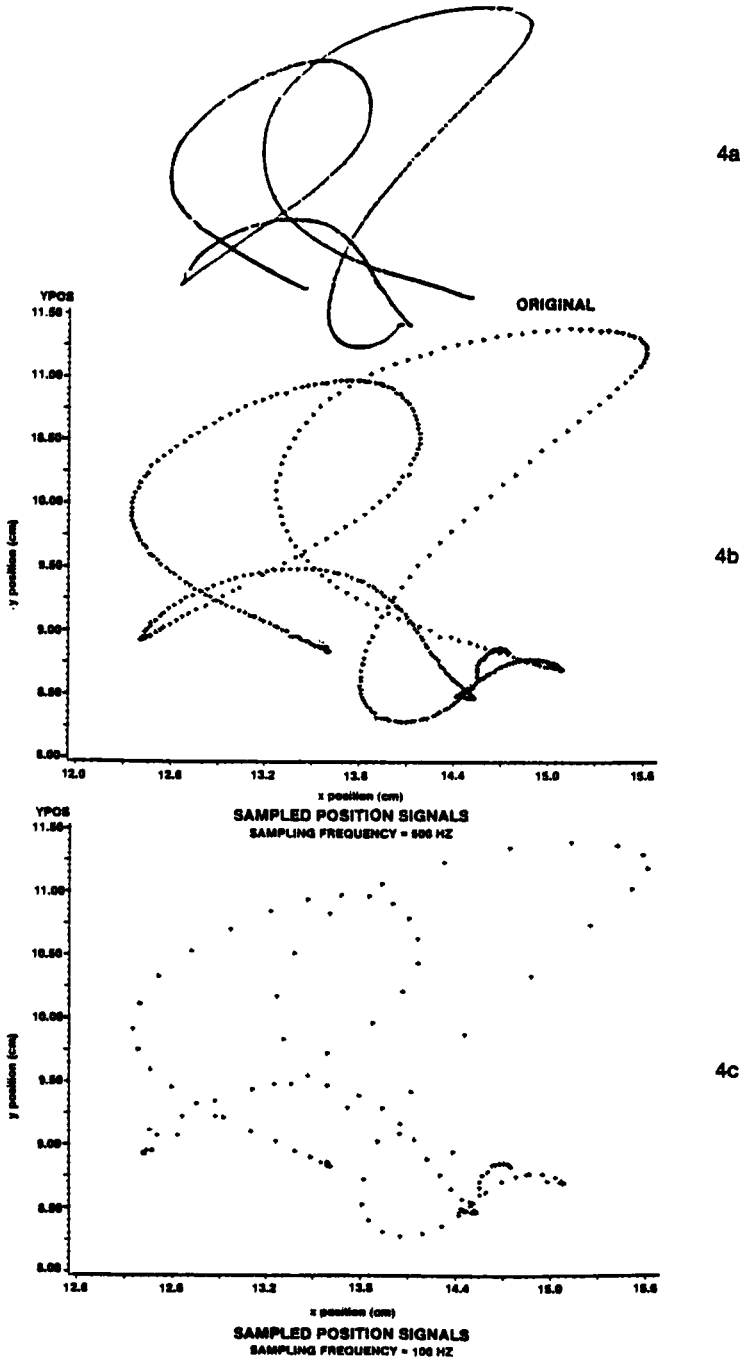 4a
YPOS
ORIGINAL
11.50
11.00
10.50
10.00
9.50
9.00
8.50
8.00
y position (cm)
4b
12.0 12.6 13.2 13.8 14.4 15.0 15.6
x position (cm)
SAMPLED POSITION SIGNALS
SAMPLING FREQUENCY = 500 HZ
YPOS
11.50
11.00
10.50
10.00
9.50
9.00
8.50
8.00
y position (cm)
4c
12.0 12.6 13.2 13.8 14.4 15.0 15.6
x position (cm)
SAMPLED POSITION SIGNALS
SAMPLING FREQUENCY = 100 HZ